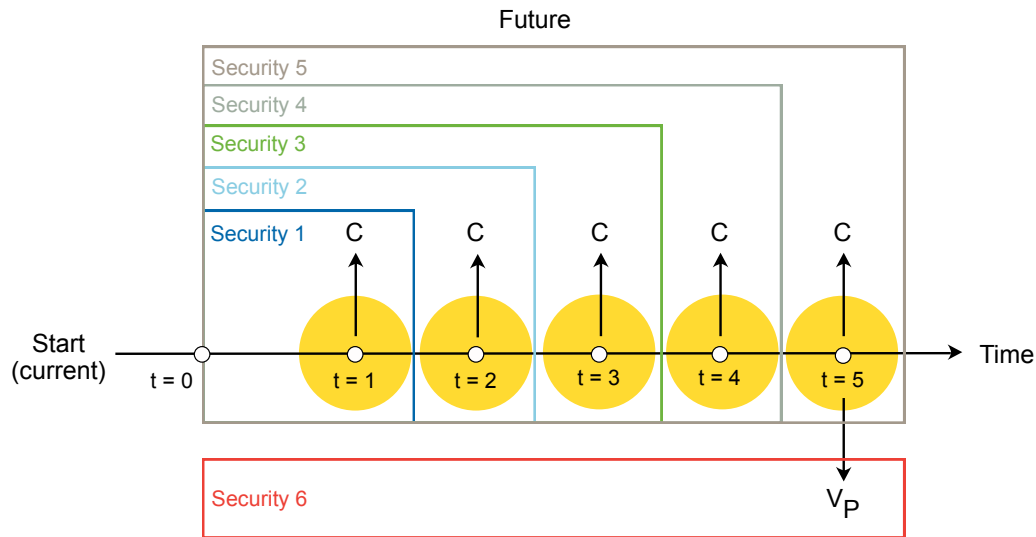 Future
Security 5
Security 4
Security 3
Security 2
Security 1
C C C C C
Start
(current)
Time
t = 0 t = 1 t = 2 t = 3 t = 4 t = 5
Security 6
VP